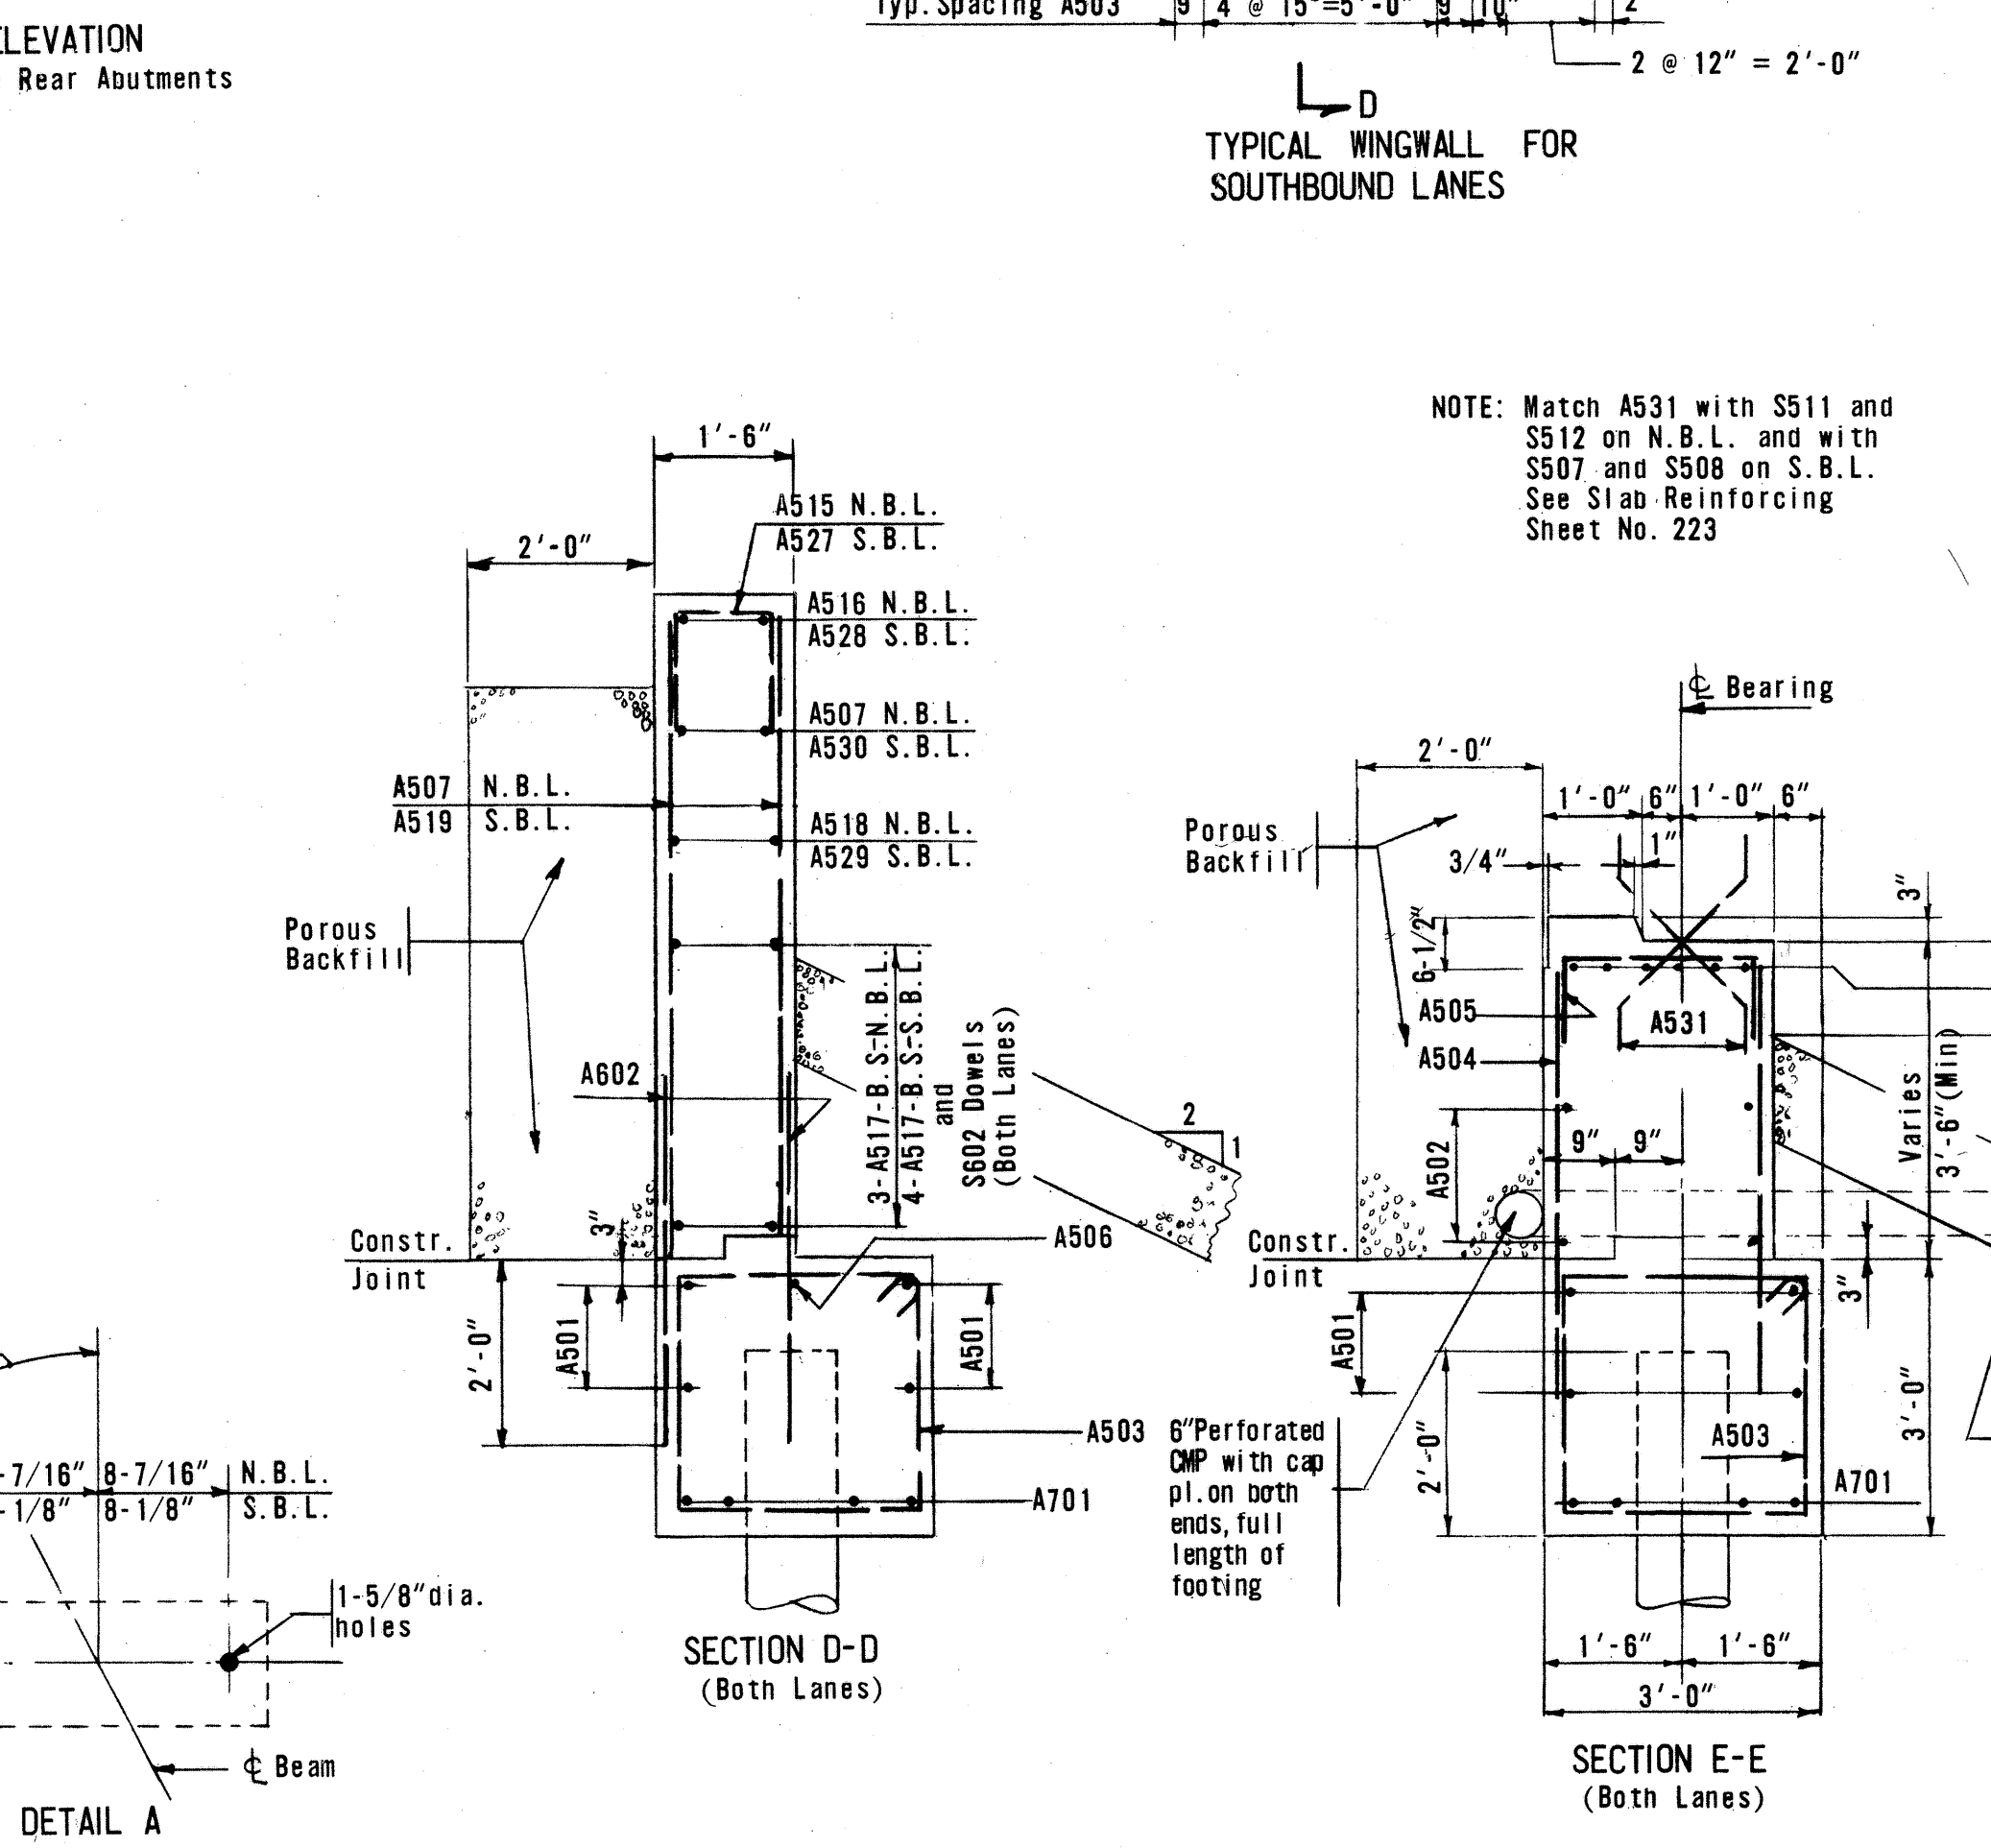 ELEVATION
Rear Abutments
Typ. Spacing A503
9" 4 @ 15"=5'-0" 9" 10" 2"
2 @ 12" = 2'-0"
D
TYPICAL WINGWALL FOR
SOUTHBOUND LANES
NOTE: Match A531 with S511 and
S512 on N.B.L. and with
S507 and S508 on S.B.L.
See Slab Reinforcing
Sheet No. 223
1'-6"
2'-0"
A515 N.B.L.
A527 S.B.L.
A516 N.B.L.
A528 S.B.L.
A507 N.B.L.
A530 S.B.L.
A507 N.B.L.
A519 S.B.L.
A518 N.B.L.
A529 S.B.L.
Porous
Backfill
A602
3-A517-B.S-N.B.L.
4-A517-B.S-S.B.L.
and
S602 Dowels
(Both Lanes)
2
1
3"
Constr.
Joint
A506
2'-0"
A501
A501
A503
A701
SECTION D-D
(Both Lanes)
℄ Bearing
2'-0"
1'-0" 6" 1'-0" 6"
Porous
Backfill
3/4"
1"
3"
6-1/2"
A505
A531
A504
A502
9" 9"
Varies
3'-6"(Min)
Constr.
Joint
3"
A501
2'-0"
3'-0"
A503
A701
6"Perforated
CMP with cap
pl. on both
ends, full
length of
footing
1'-6" 1'-6"
3'-0"
SECTION E-E
(Both Lanes)
-7/16" 8-7/16" N.B.L.
-1/8" 8-1/8" S.B.L.
1-5/8"dia.
holes
℄ Beam
DETAIL A